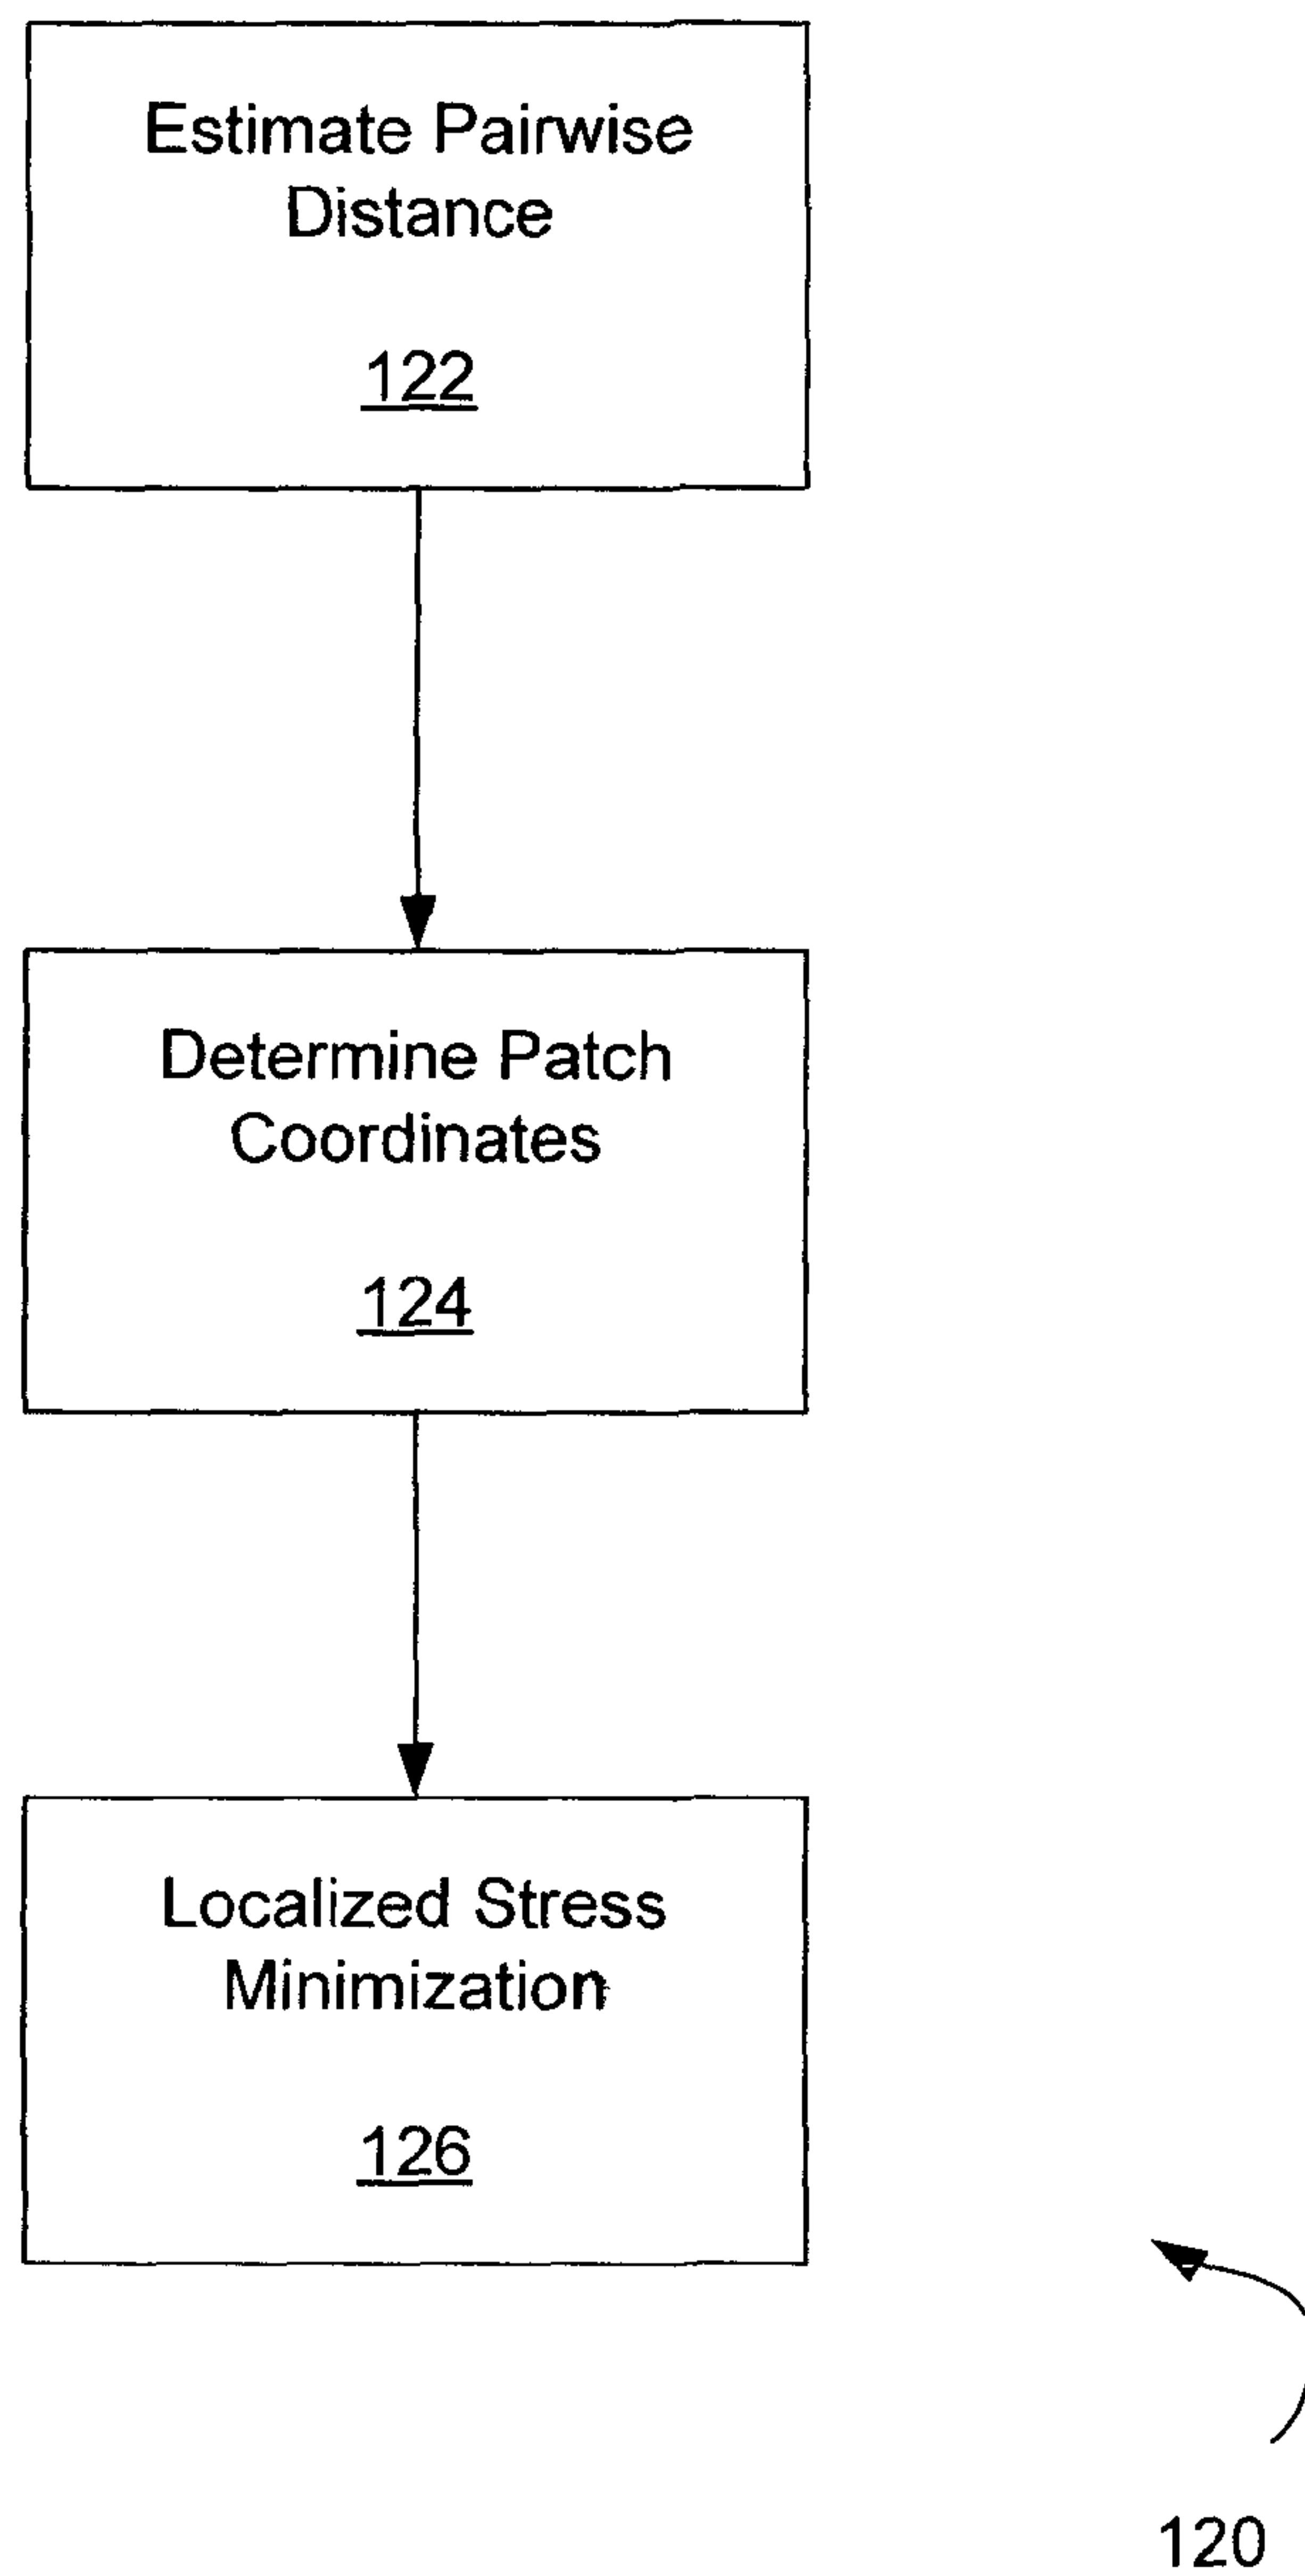 Estimate Pairwise
Distance
122
Determine Patch
Coordinates
124
Localized Stress
Minimization
126
120